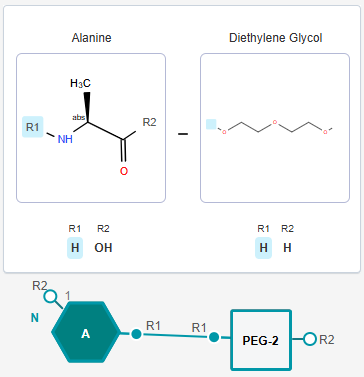 Alanine
Diethylene Glycol
H₃C
abs
R1
R2
NH
O
o
o
o
R1 R2
H OH
R1 R2
H H
R2
1
N
A
R1
R1
PEG-2
R2